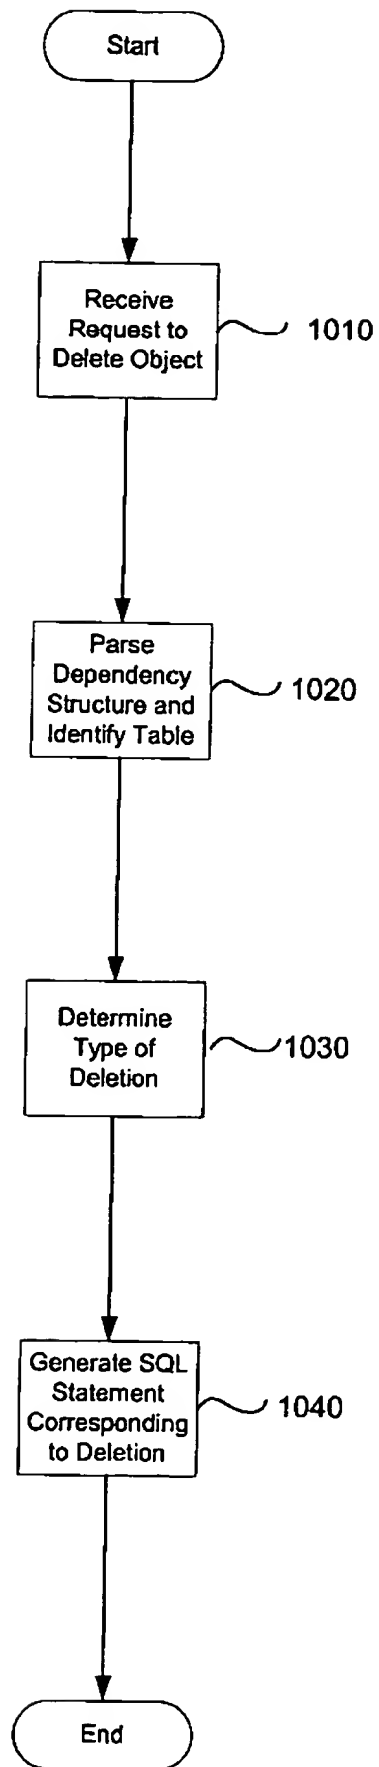 Start
Receive
Request to
Delete Object
1010
Parse
Dependency
Structure and
Identify Table
1020
Determine
Type of
Deletion
1030
Generate SQL
Statement
Corresponding
to Deletion
1040
End